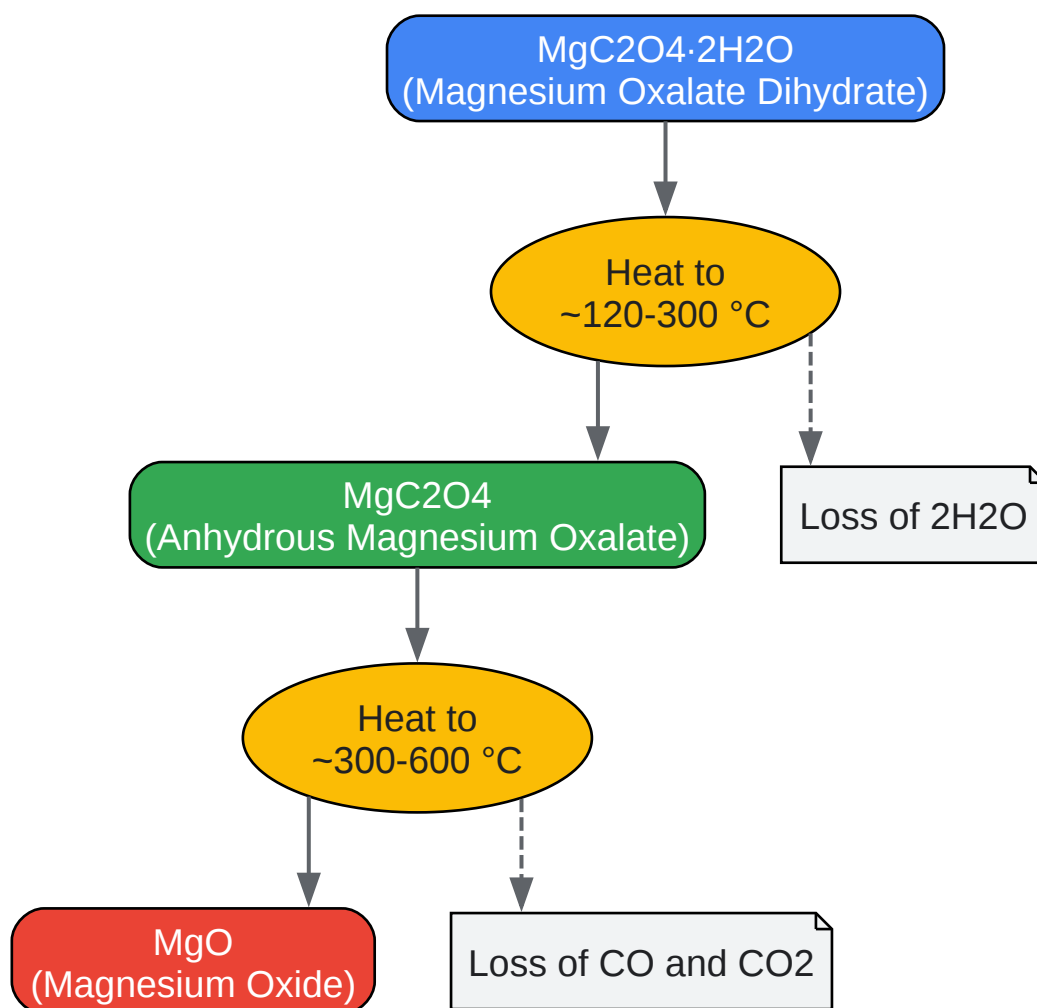 MgC2O4·2H2O
(Magnesium Oxalate Dihydrate)
Heat to
~120-300 °C
MgC2O4
(Anhydrous Magnesium Oxalate)
Loss of 2H2O
Heat to
~300-600 °C
MgO
(Magnesium Oxide)
Loss of CO and CO2